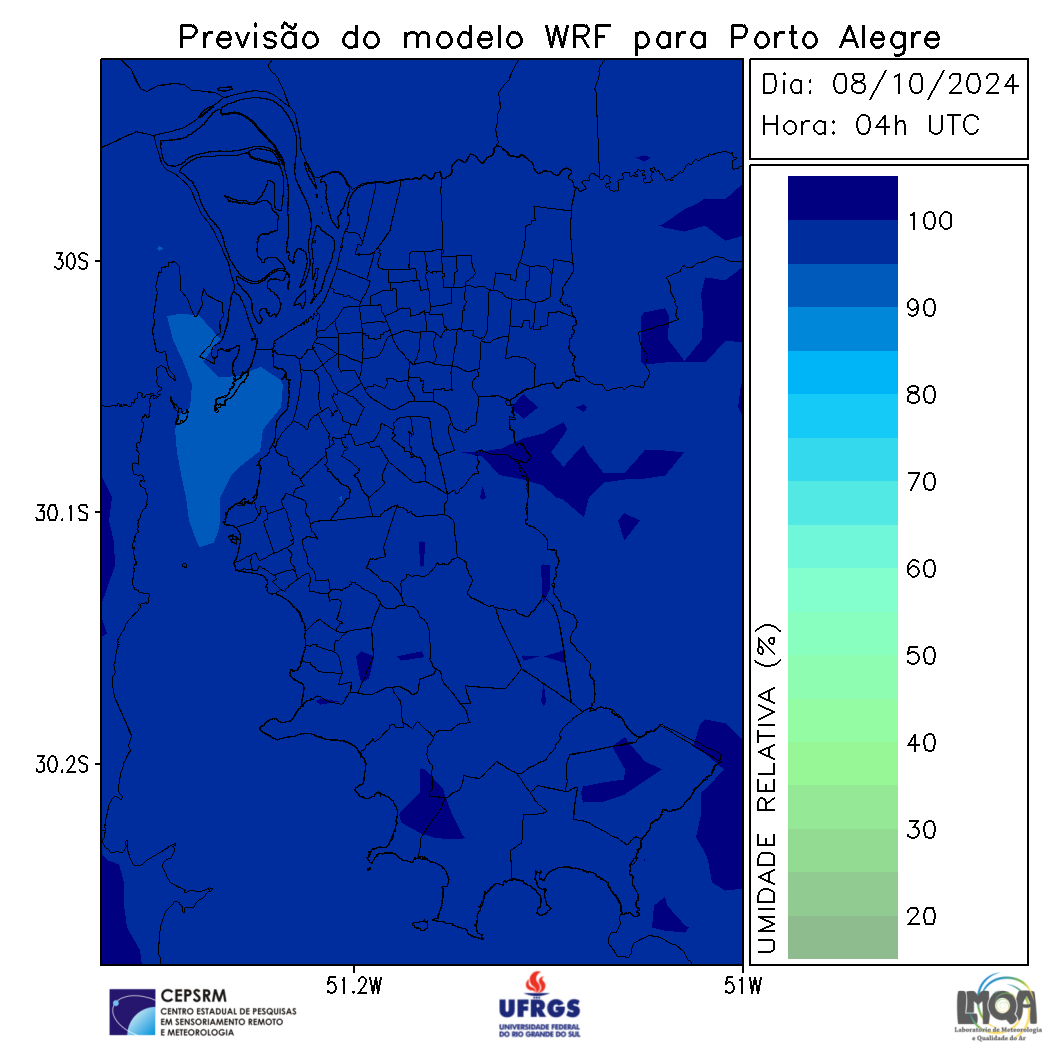 Previsão do modelo WRF para Porto Alegre
Dia: 08/10/2024
Hora: 04h UTC
30S
30.1S
30.2S
51.2W
51W
UMIDADE RELATIVA (%)
100
90
80
70
60
50
40
30
20
CEPSRM
CENTRO ESTADUAL DE PESQUISAS
EM SENSORIAMENTO REMOTO
E METEOROLOGIA
UFRGS
UNIVERSIDADE FEDERAL
DO RIO GRANDE DO SUL
LMQA
Laboratório de Meteorologia
e Qualidade do Ar